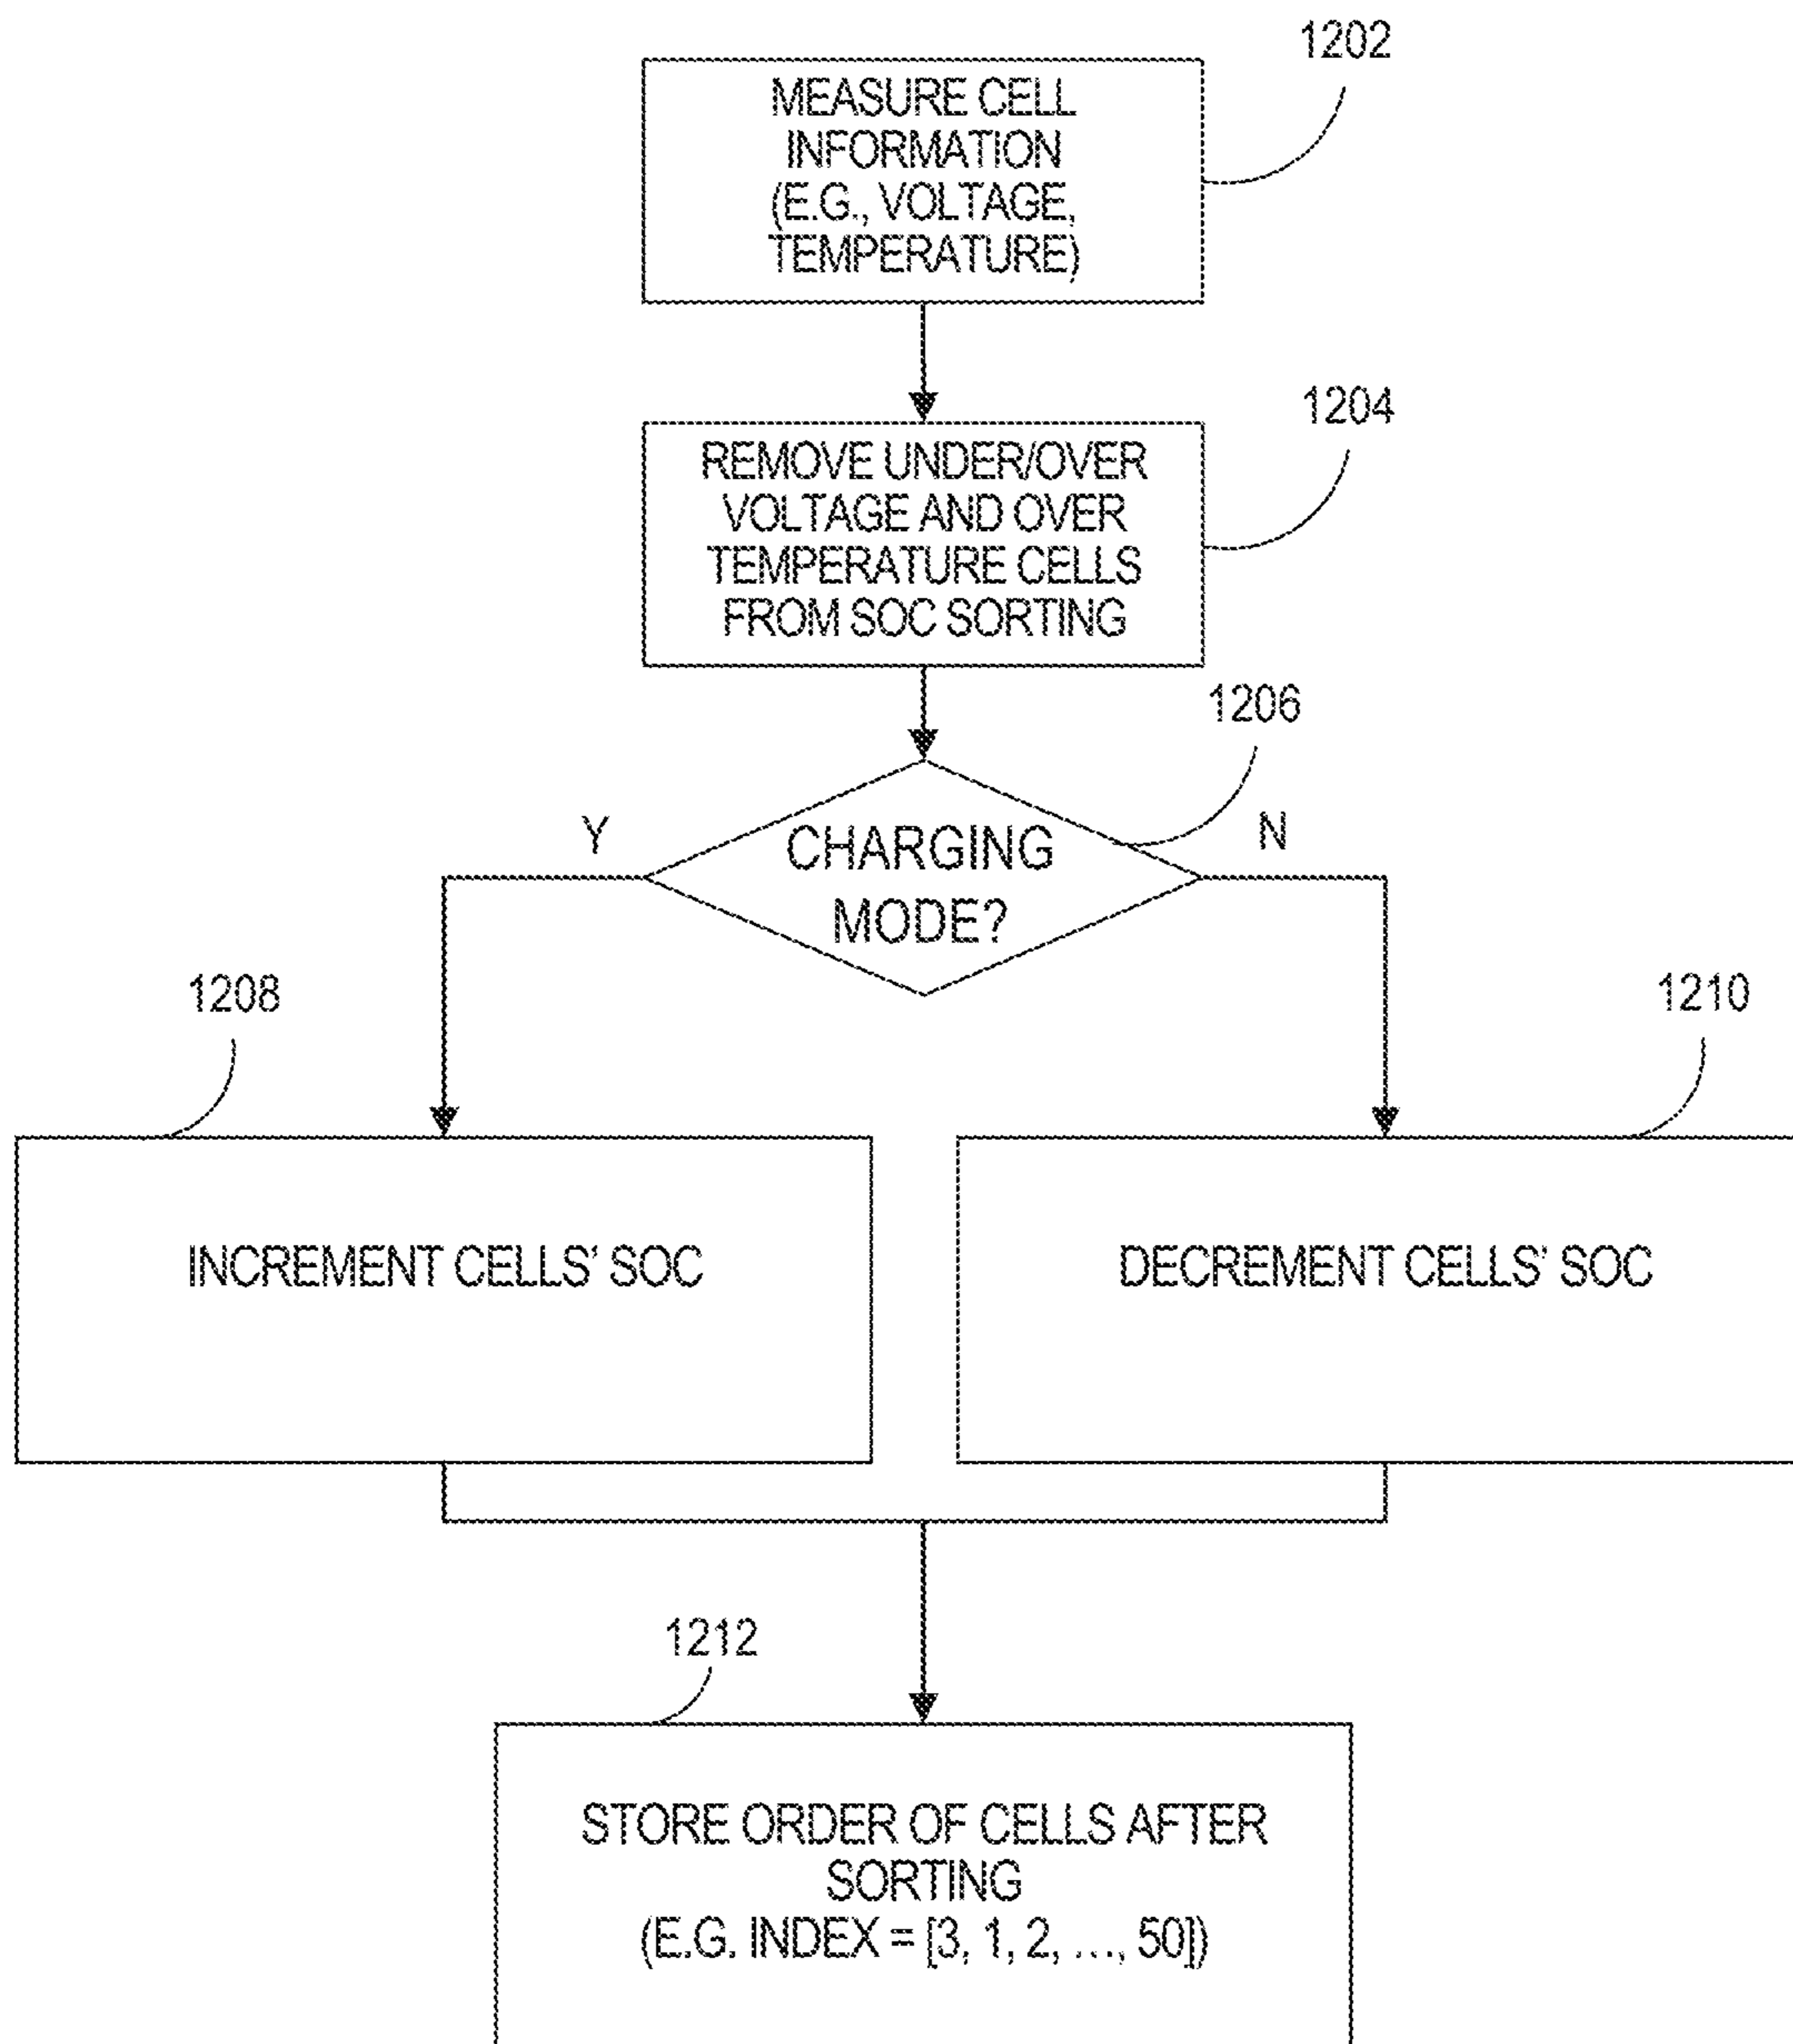 1202
MEASURE CELL
INFORMATION
(E.G., VOLTAGE,
TEMPERATURE)
1204
REMOVE UNDER/OVER
VOLTAGE AND OVER
TEMPERATURE CELLS
FROM SOC SORTING
1206
Y
CHARGING
MODE?
N
1208
1210
INCREMENT CELLS' SOC
DECREMENT CELLS' SOC
1212
STORE ORDER OF CELLS AFTER
SORTING
(E.G. INDEX = [3, 1, 2, ..., 50])